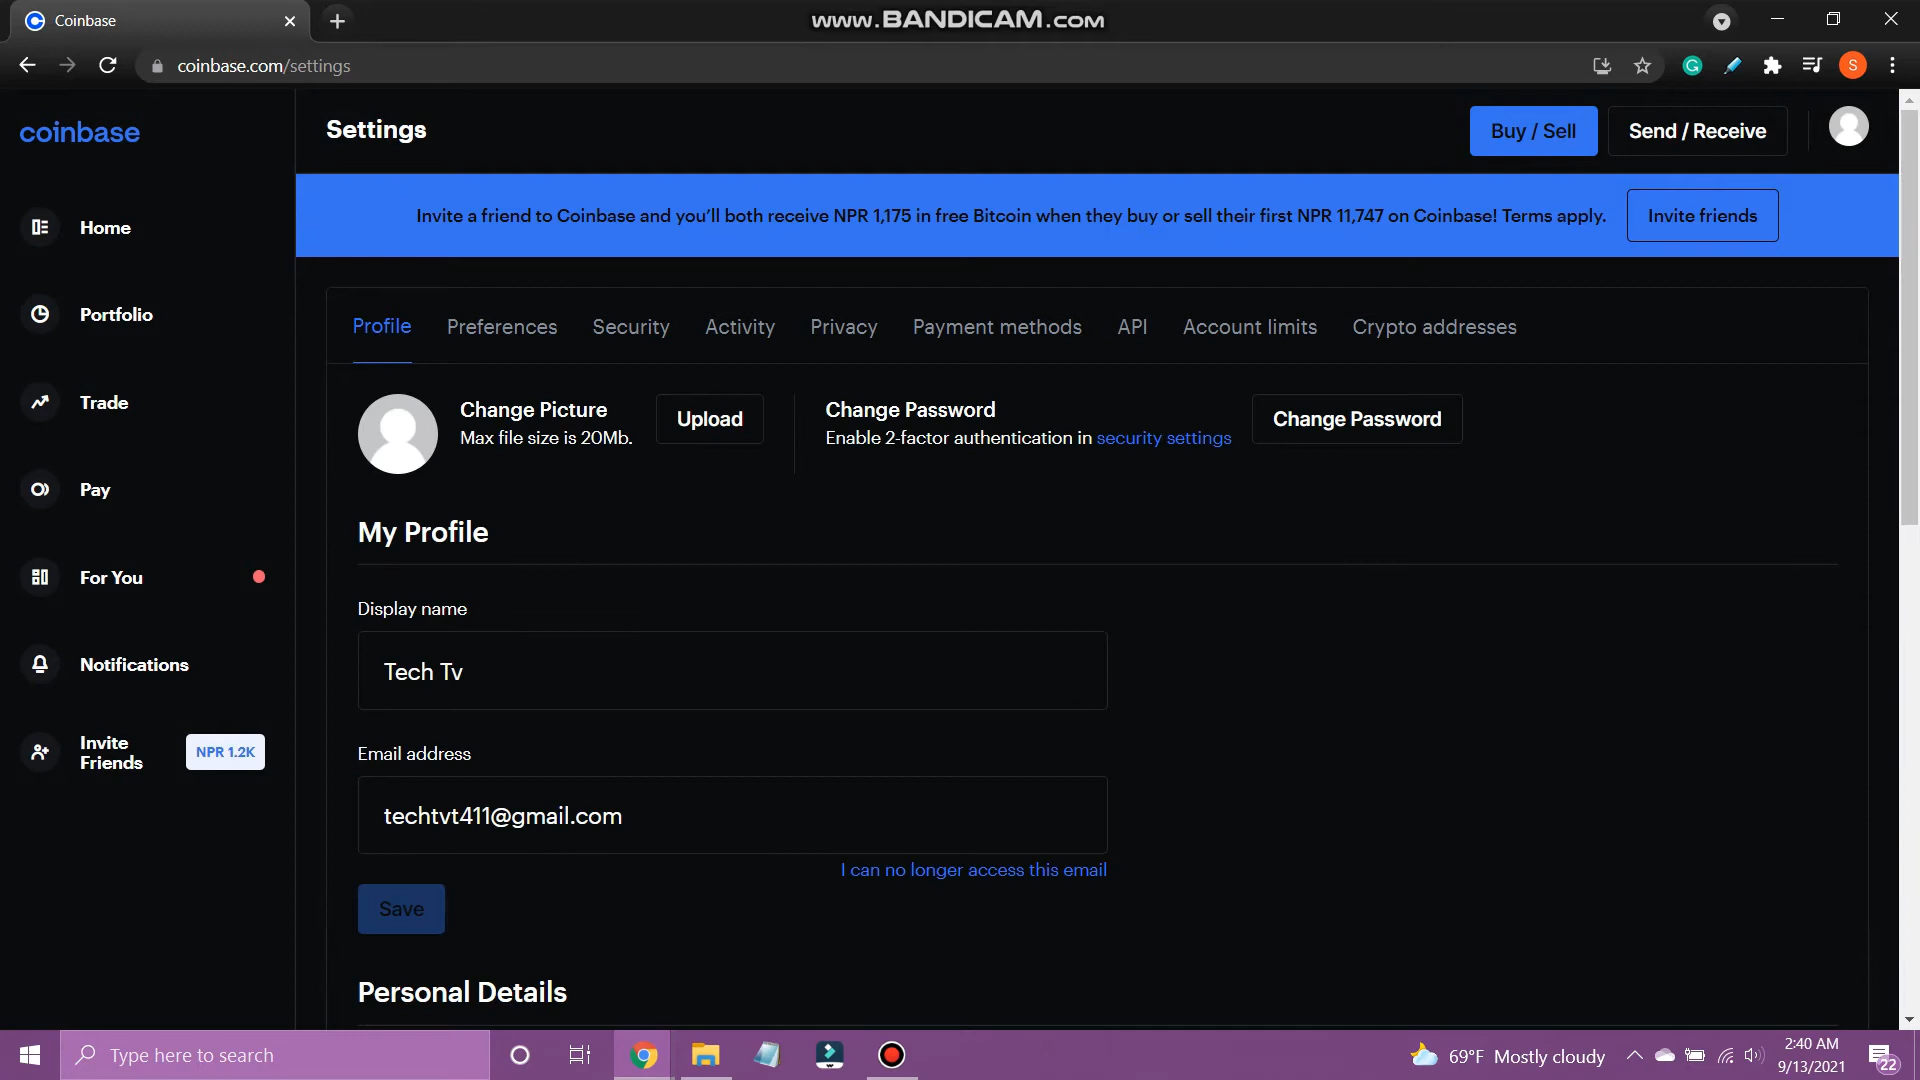 Coinbase
www.BANDICAM.com
coinbase.com/settings
S
coinbase
Settings
Buy / Sell
Send / Receive
Invite a friend to Coinbase and you'll both receive NPR 1,175 in free Bitcoin when they buy or sell their first NPR 11,747 on Coinbase! Terms apply.
Invite friends
Home
Portfolio
Trade
Pay
For You
Notifications
Invite
Friends
NPR 1.2K
Profile Preferences Security Activity Privacy Payment methods API Account limits Crypto addresses
Change Picture
Max file size is 20Mb.
Upload
Change Password
Enable 2-factor authentication in security settings
Change Password
My Profile
Display name
Tech Tv
Email address
techtvt411@gmail.com
I can no longer access this email
Save
Personal Details
Type here to search
69°F Mostly cloudy
2:40 AM
9/13/2021
22